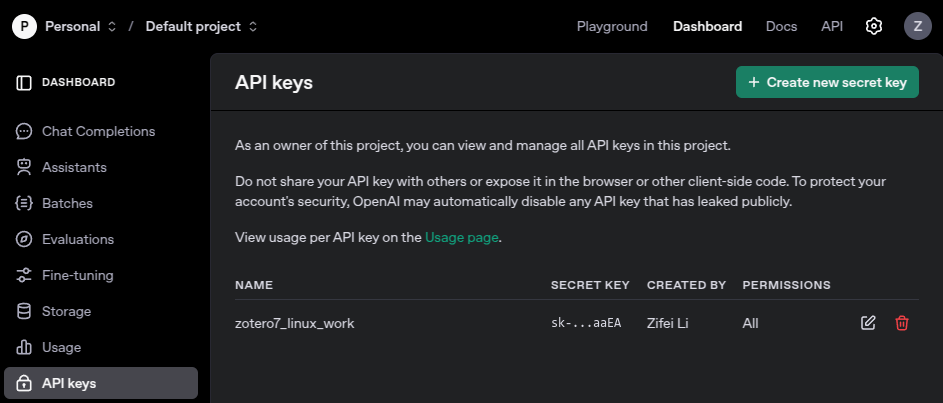 P Personal / Default project
Playground Dashboard Docs API Z
DASHBOARD
Chat Completions
Assistants
Batches
Evaluations
Fine-tuning
Storage
Usage
API keys
API keys
+ Create new secret key
As an owner of this project, you can view and manage all API keys in this project.
Do not share your API key with others or expose it in the browser or other client-side code. To protect your
account's security, OpenAI may automatically disable any API key that has leaked publicly.
View usage per API key on the Usage page.
NAME SECRET KEY CREATED BY PERMISSIONS
zotero7_linux_work sk-...aaEA Zifei Li All